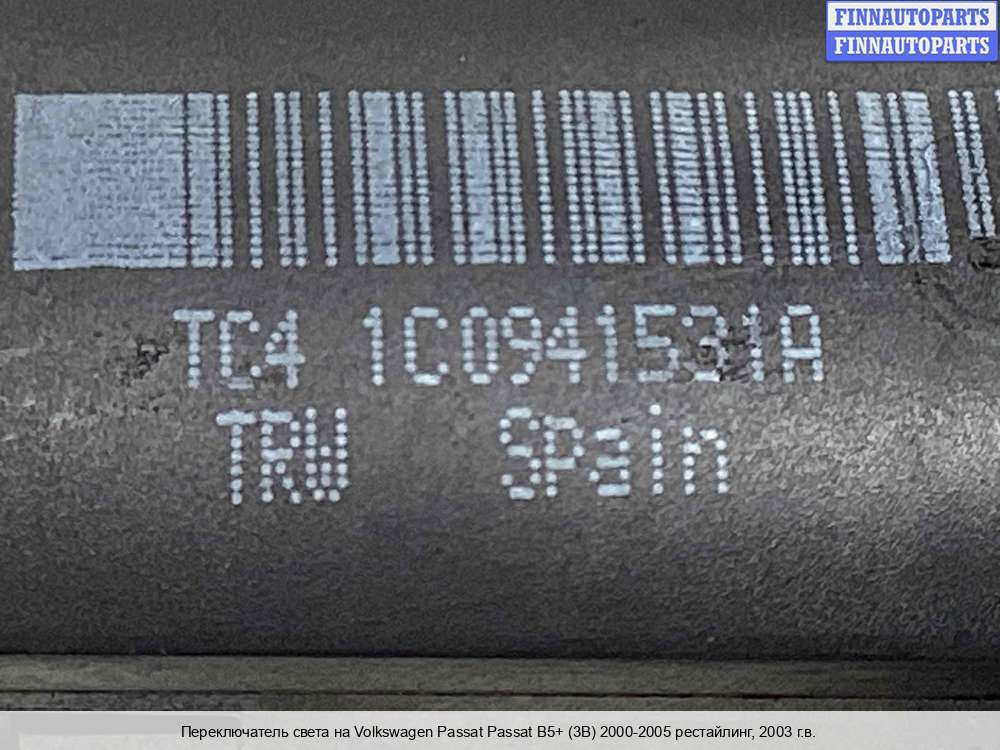 FINNAUTOPARTS
FINNAUTOPARTS
TC4 1C0941531A
TRW Spain
Переключатель света на Volkswagen Passat Passat B5+ (3B) 2000-2005 рестайлинг, 2003 г.в.